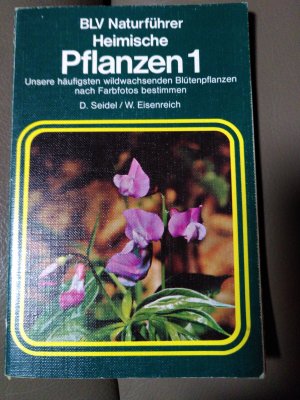 BLV Naturführer
Heimische
Pflanzen 1
Unsere häufigsten wildwachsenden Blütenpflanzen
nach Farbfotos bestimmen
D. Seidel / W. Eisenreich